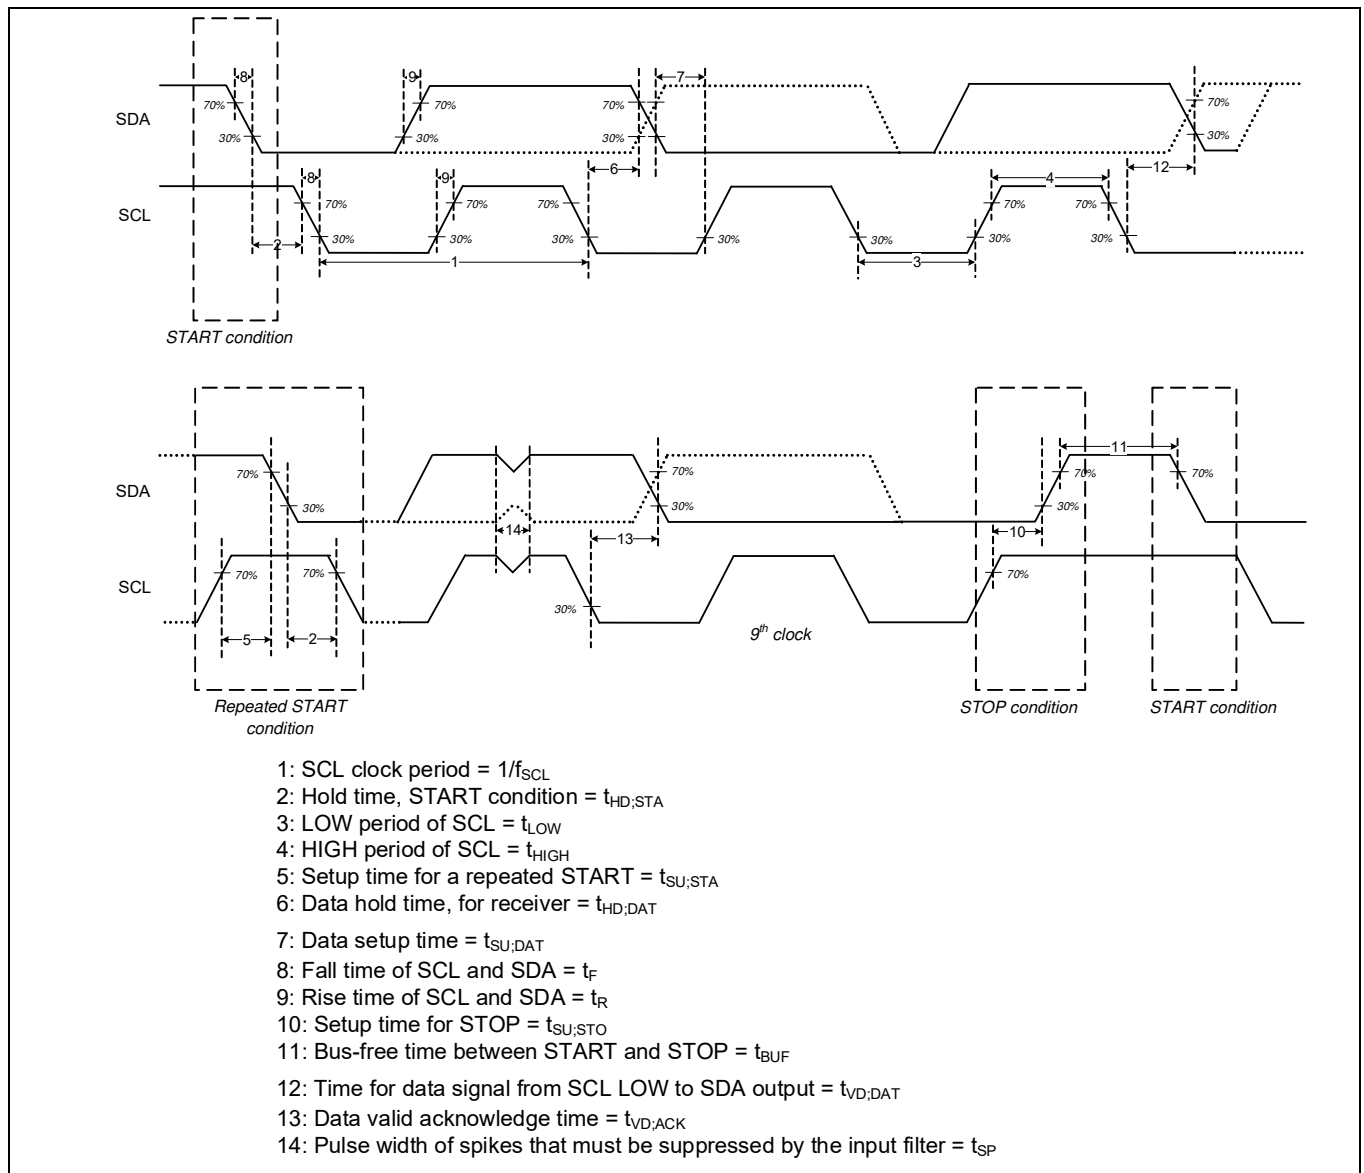 8 9 7
70% 70% 70% 70%
SDA
30% 30% 30% 30%
12
6
8 9 4
70% 70% 70% 70% 70%
SCL
30% 30% 30% 30% 30% 30% 30%
2
1 3
START condition
11
70% 70% 70% 70%
SDA
30% 30% 30%
14 13 10
70% 70% 70%
SCL
30%
5 2
9th clock
Repeated START
condition
STOP condition
START condition
1: SCL clock period = 1/fSCL
2: Hold time, START condition = tHD;STA
3: LOW period of SCL = tLOW
4: HIGH period of SCL = tHIGH
5: Setup time for a repeated START = tSU;STA
6: Data hold time, for receiver = tHD;DAT
7: Data setup time = tSU;DAT
8: Fall time of SCL and SDA = tF
9: Rise time of SCL and SDA = tR
10: Setup time for STOP = tSU;STO
11: Bus-free time between START and STOP = tBUF
12: Time for data signal from SCL LOW to SDA output = tVD;DAT
13: Data valid acknowledge time = tVD;ACK
14: Pulse width of spikes that must be suppressed by the input filter = tSP